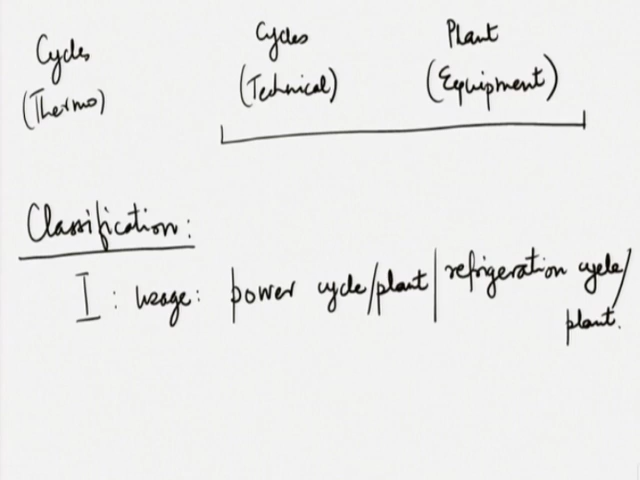 Cycles Cycles Plant
(Thermo) (Technical) (Equipment)
Classification:
I : usage: power cycle/plant | refrigeration cycle/
plant.